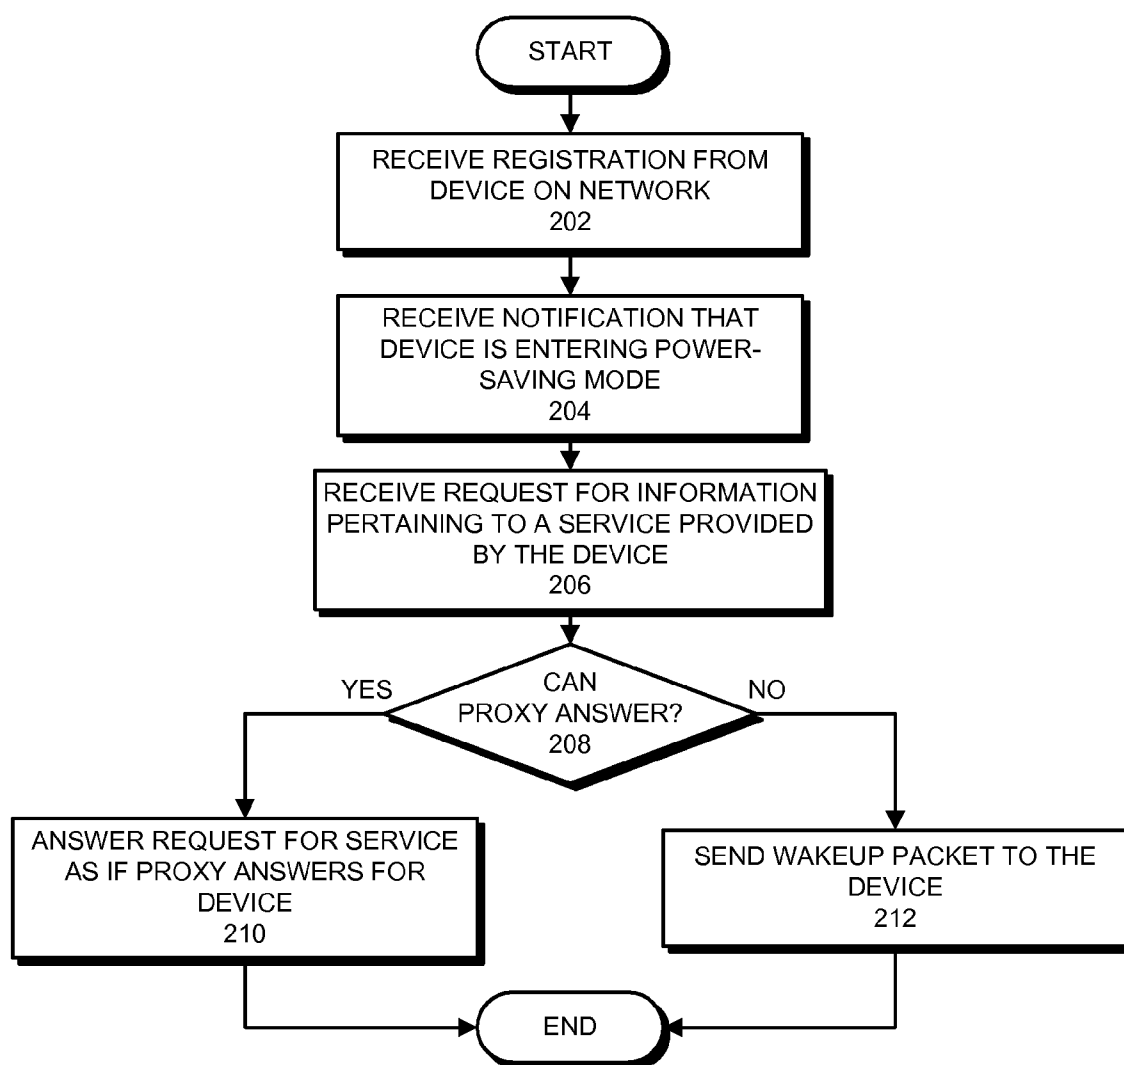 START
RECEIVE REGISTRATION FROM
DEVICE ON NETWORK
202
RECEIVE NOTIFICATION THAT
DEVICE IS ENTERING POWER-
SAVING MODE
204
RECEIVE REQUEST FOR INFORMATION
PERTAINING TO A SERVICE PROVIDED
BY THE DEVICE
206
CAN
PROXY ANSWER?
208
YES
NO
ANSWER REQUEST FOR SERVICE
AS IF PROXY ANSWERS FOR
DEVICE
210
SEND WAKEUP PACKET TO THE
DEVICE
212
END